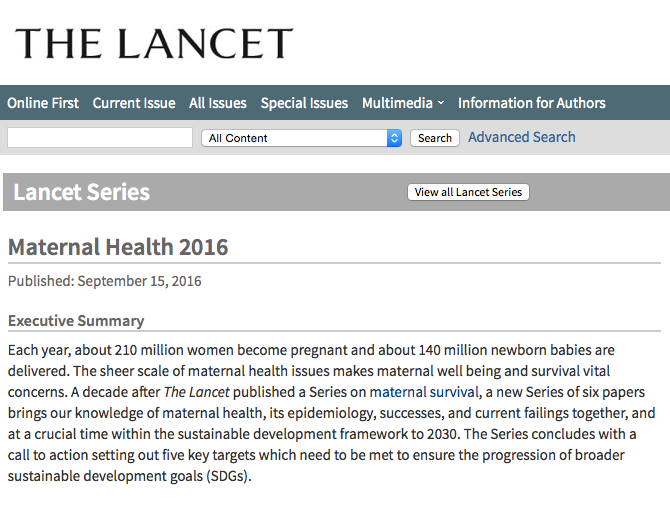 THE LANCET
Online First Current Issue All Issues Special Issues Multimedia Information for Authors
All Content Search Advanced Search
Lancet Series View all Lancet Series
Maternal Health 2016
Published: September 15, 2016
Executive Summary
Each year, about 210 million women become pregnant and about 140 million newborn babies are
delivered. The sheer scale of maternal health issues makes maternal well being and survival vital
concerns. A decade after The Lancet published a Series on maternal survival, a new Series of six papers
brings our knowledge of maternal health, its epidemiology, successes, and current failings together, and
at a crucial time within the sustainable development framework to 2030. The Series concludes with a
call to action setting out five key targets which need to be met to ensure the progression of broader
sustainable development goals (SDGs).